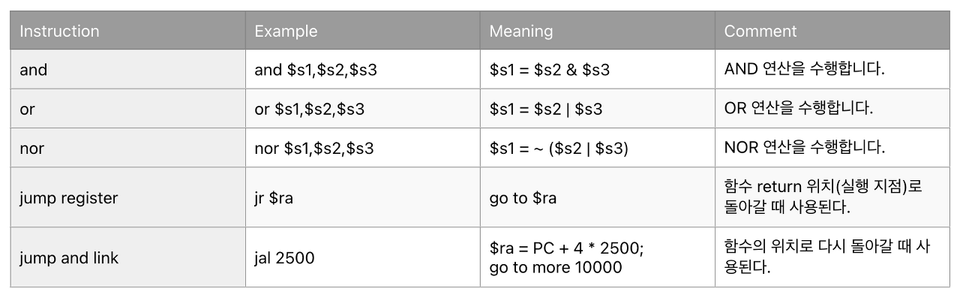 Instruction Example Meaning Comment
and and $s1,$s2,$s3 $s1 = $s2 & $s3 AND 연산을 수행합니다.
or or $s1,$s2,$s3 $s1 = $s2 | $s3 OR 연산을 수행합니다.
nor nor $s1,$s2,$s3 $s1 = ~ ($s2 | $s3) NOR 연산을 수행합니다.
jump register jr $ra go to $ra 함수 return 위치(실행 지점)로
돌아갈 때 사용된다.
jump and link jal 2500 $ra = PC + 4 * 2500;
go to more 10000
함수의 위치로 다시 돌아갈 때 사
용된다.